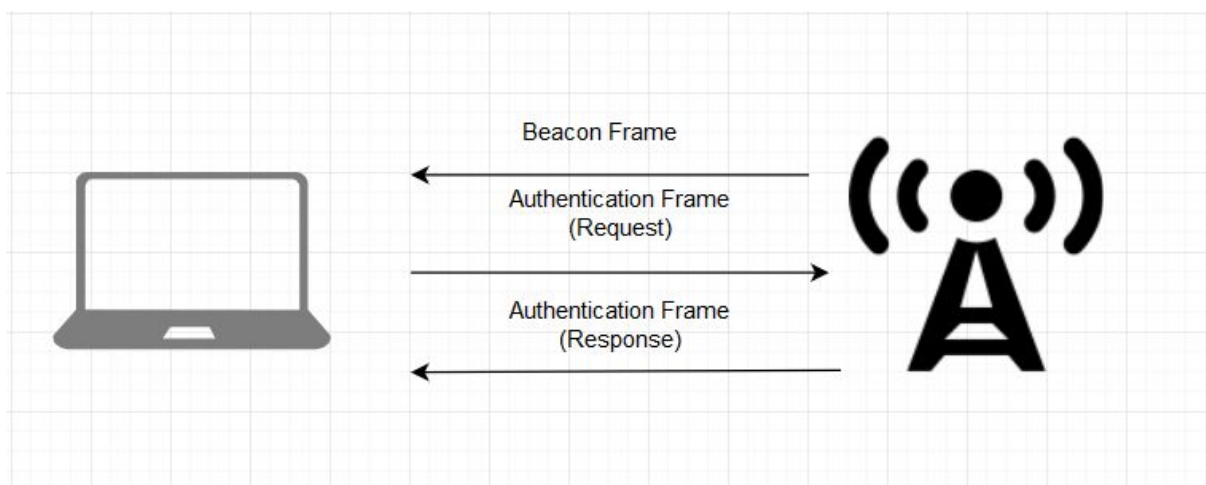 Beacon Frame
Authentication Frame
(Request)
Authentication Frame
(Response)